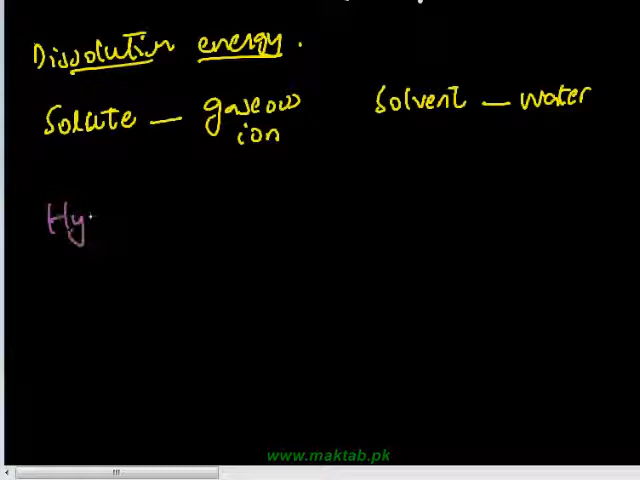 Dissolution energy.
Solute — gaseous ion Solvent — water
Hy
www.maktab.pk